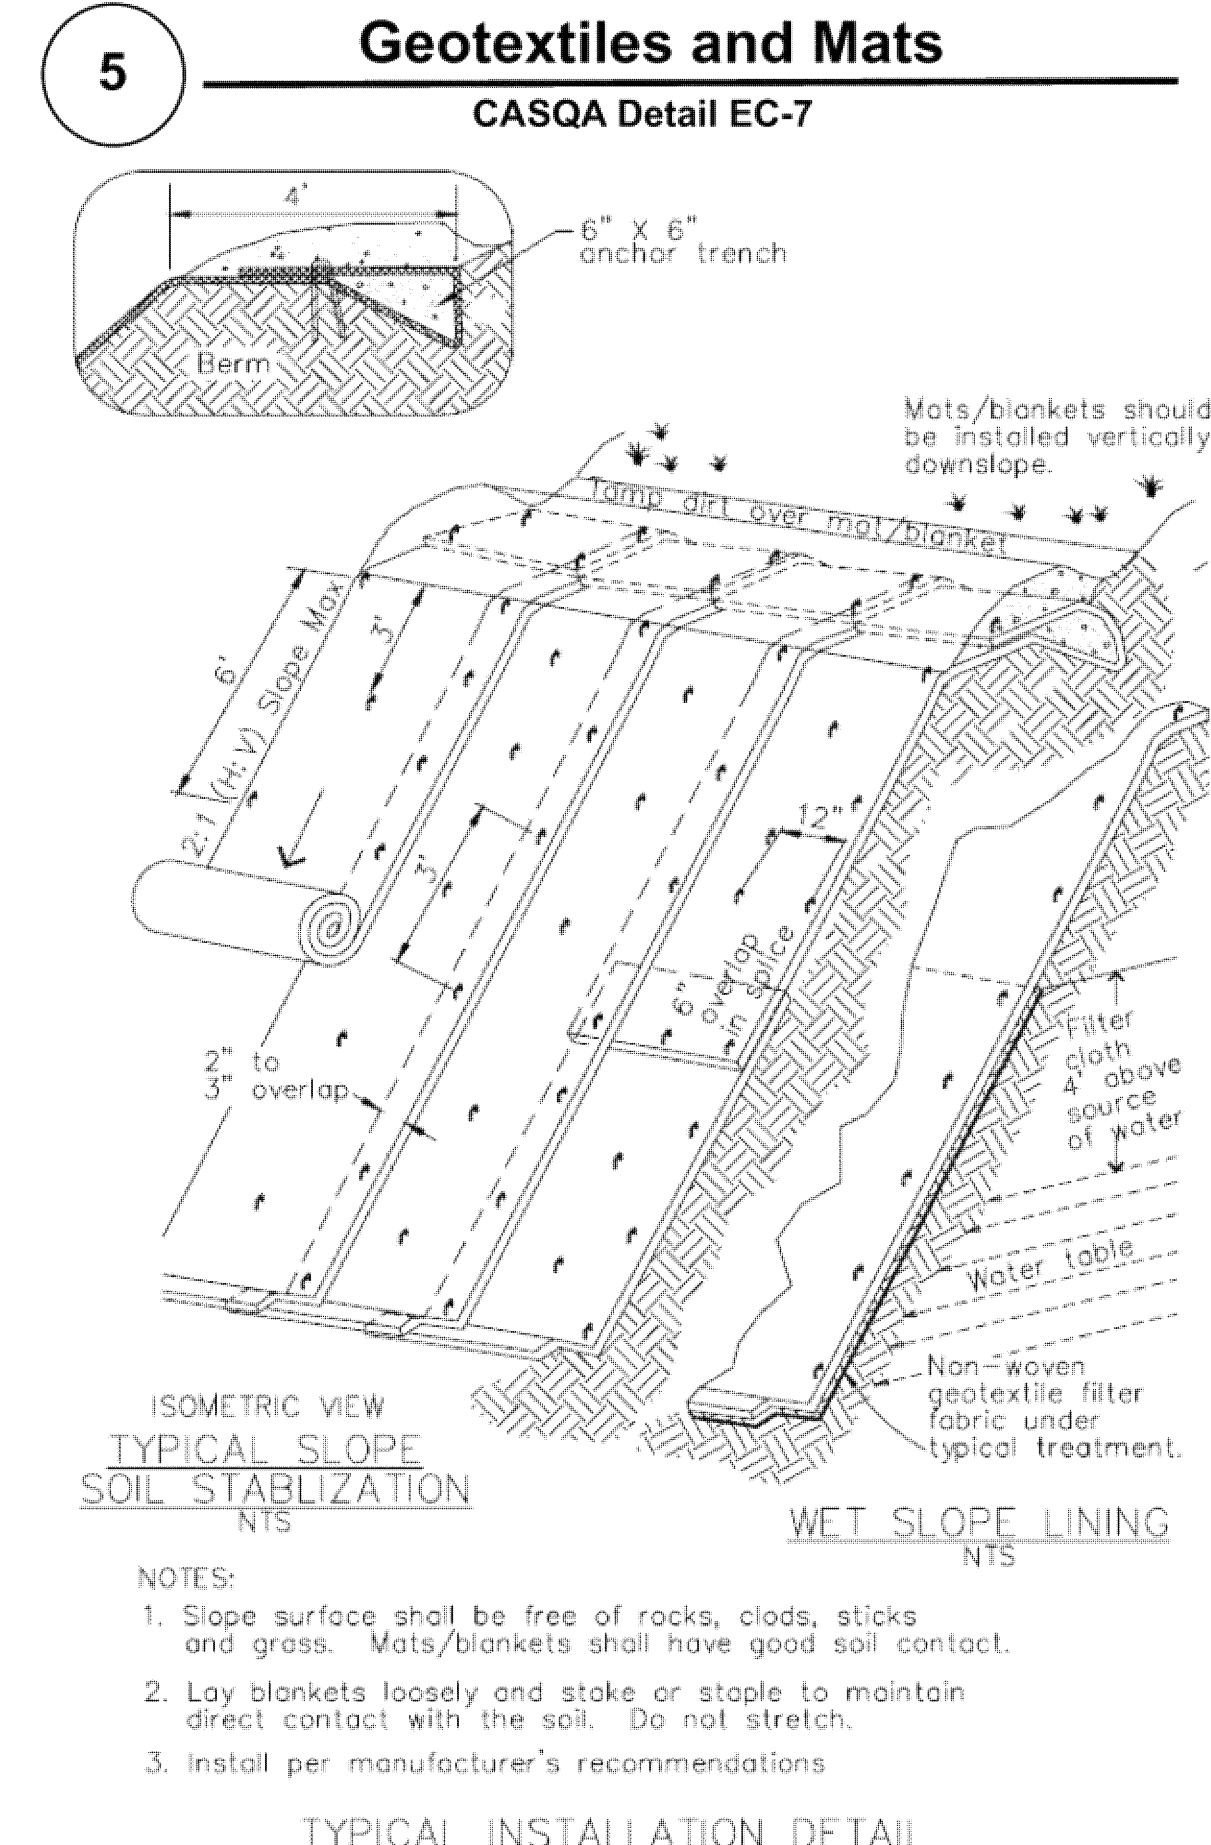 5
Geotextiles and Mats
CASQA Detail EC-7
4'
6" X 6"
anchor trench
Berm
Mats/blankets should
be installed vertically
downslope.
Tamp dirt over mat/blanket
6'
2:1 (H:V) Slope Max
3'
3'
12"
6"
overlap
in splice
2" to
3" overlap
Filter
cloth
4' above
source
of water
Water table
Non-woven
geotextile filter
fabric under
typical treatment.
ISOMETRIC VIEW
TYPICAL SLOPE
SOIL STABLIZATION
NTS
WET SLOPE LINING
NTS
NOTES:
1. Slope surface shall be free of rocks, clods, sticks
and grass. Mats/blankets shall have good soil contact.
2. Lay blankets loosely and stake or staple to maintain
direct contact with the soil. Do not stretch.
3. Install per manufacturer's recommendations
TYPICAL INSTALLATION DETAIL